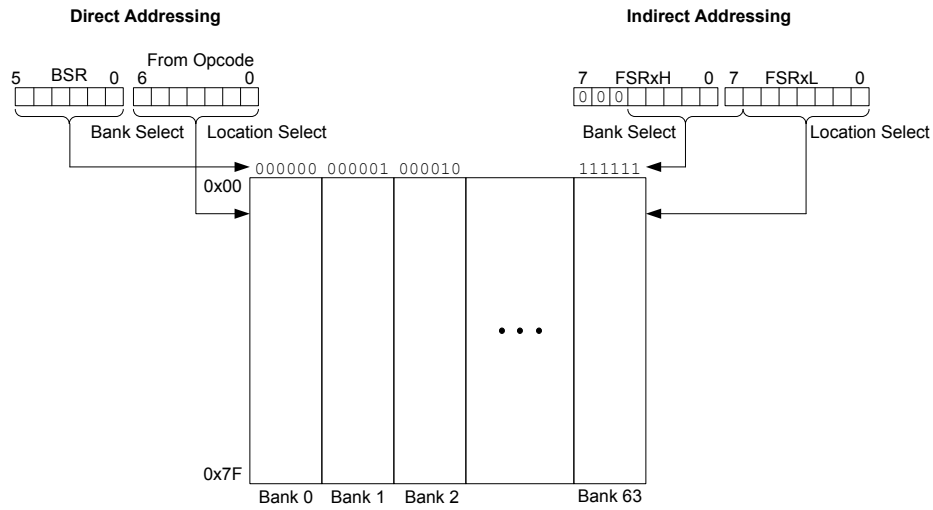 Direct Addressing
Indirect Addressing
From Opcode
5 BSR 0 6 0
7 FSRxH 0 7 FSRxL 0
0 0 0
Bank Select Location Select
Bank Select Location Select
000000 000001 000010 111111
0x00
0x7F
Bank 0 Bank 1 Bank 2 Bank 63